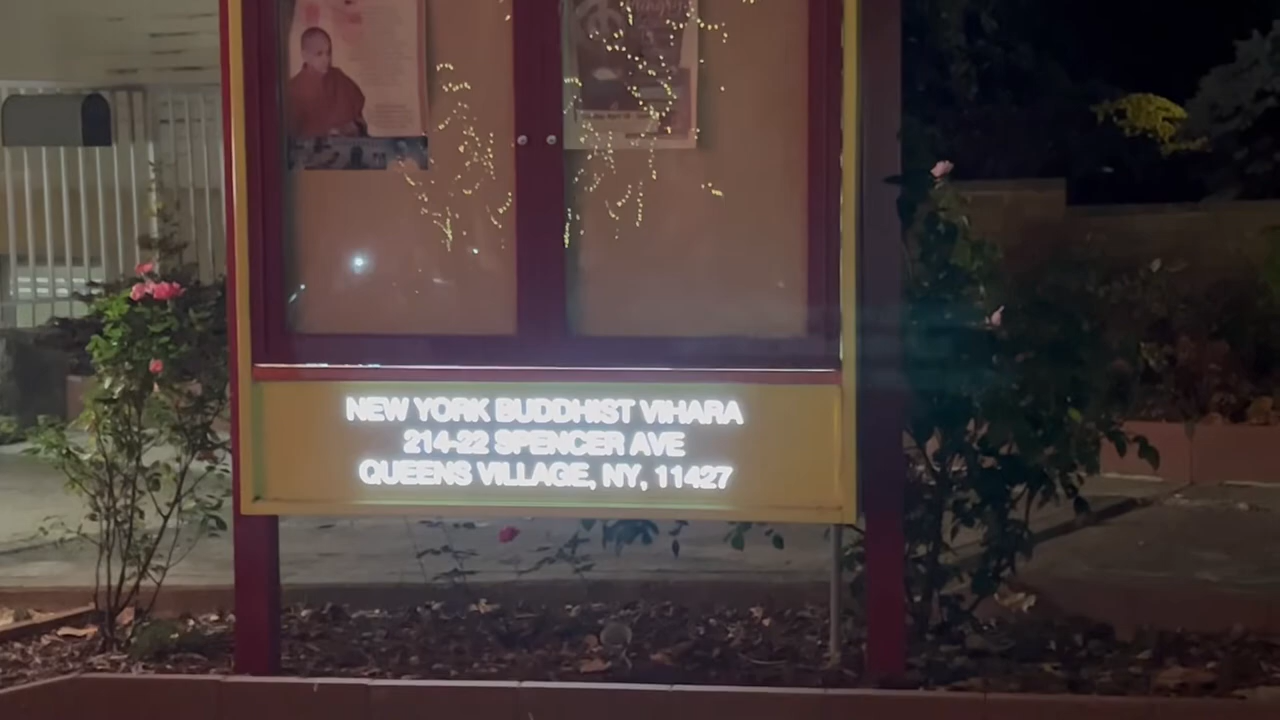 NEW YORK BUDDHIST VIHARA
214-22 SPENCER AVE
QUEENS VILLAGE, NY, 11427